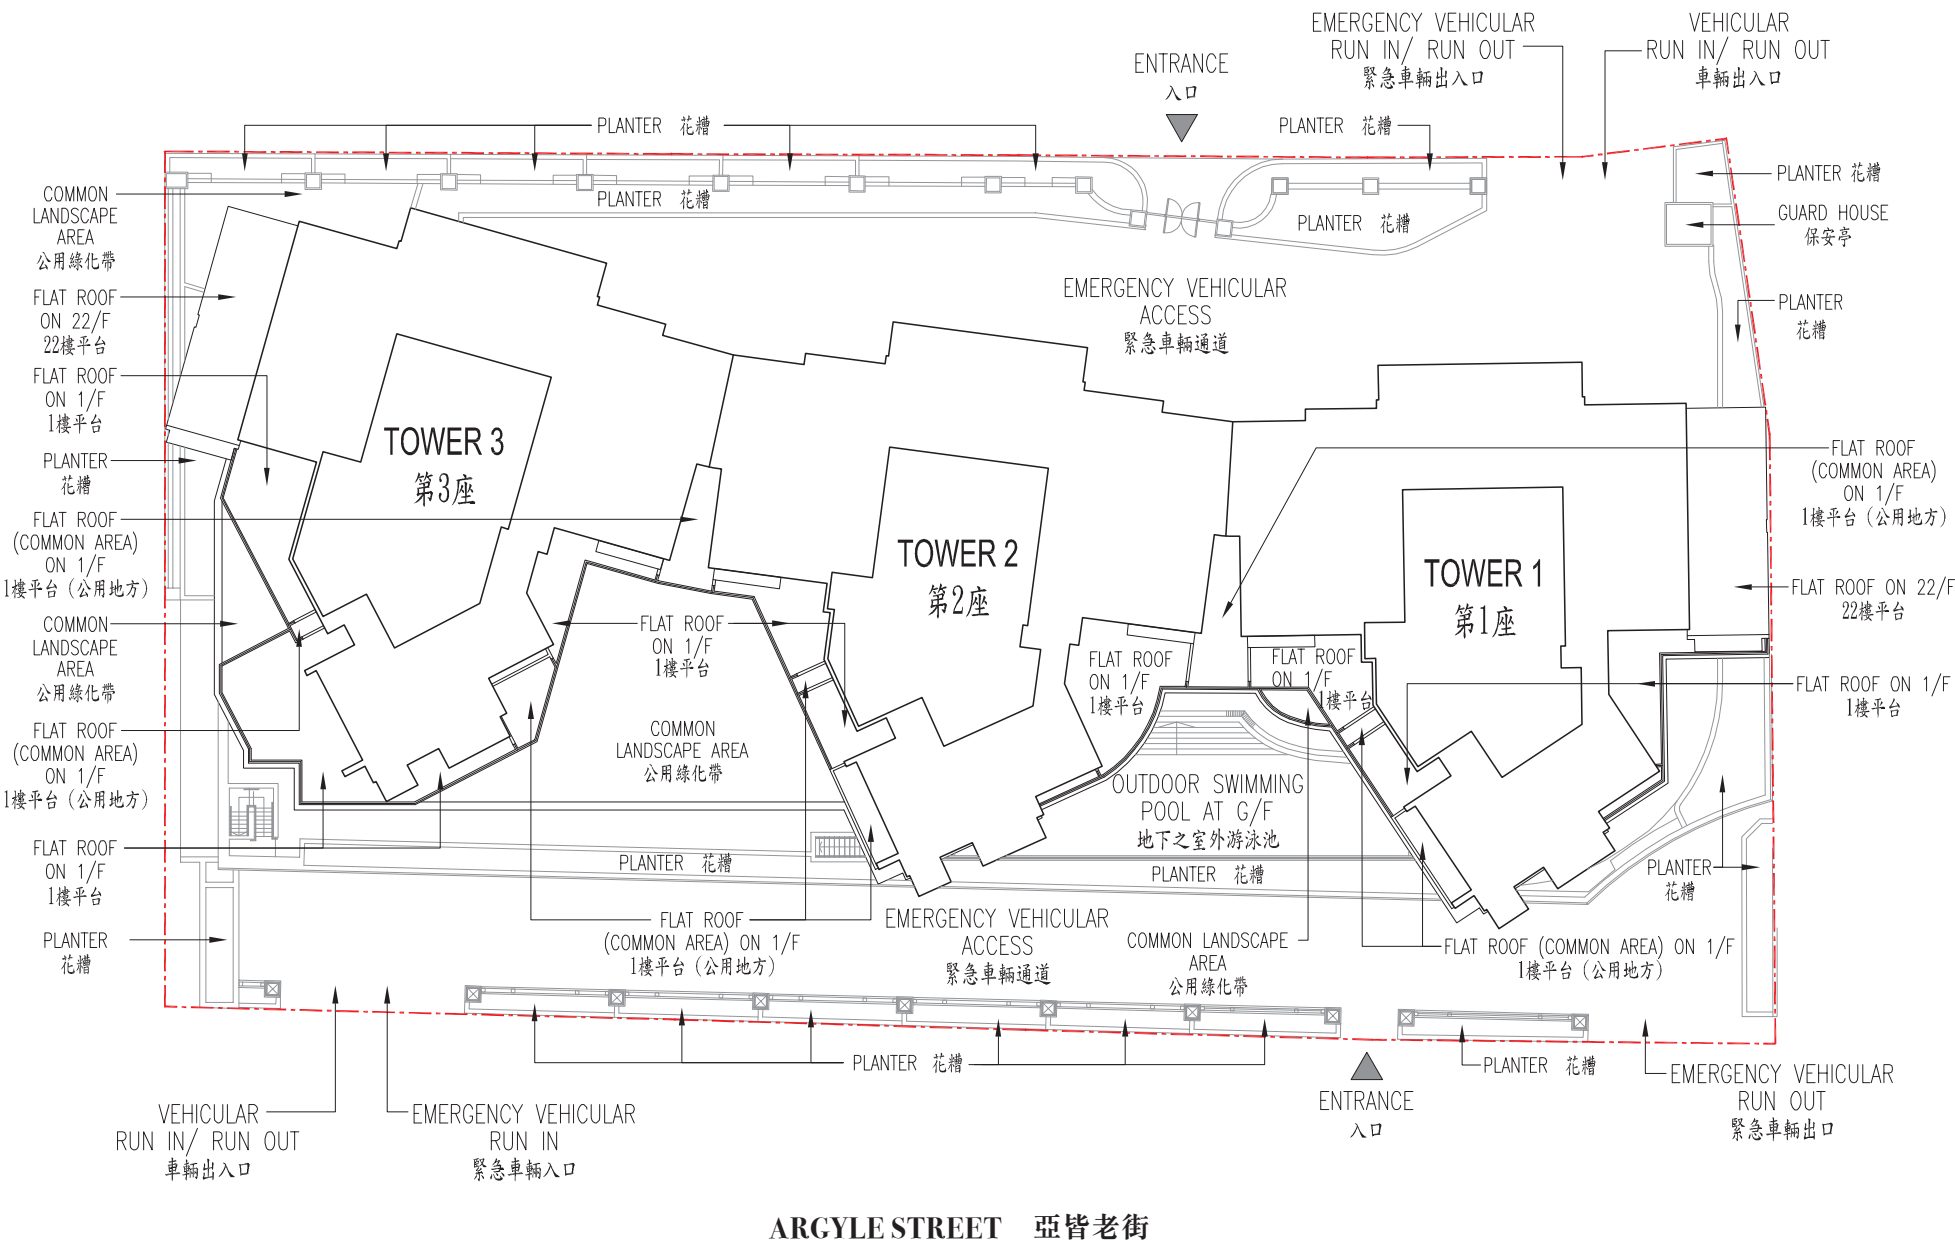 EMERGENCY VEHICULAR
RUN IN/ RUN OUT
緊急車輛出入口
VEHICULAR
RUN IN/ RUN OUT
車輛出入口
ENTRANCE
入口
PLANTER 花糟
PLANTER 花糟
COMMON
LANDSCAPE
AREA
公用綠化帶
PLANTER 花糟
PLANTER 花糟
PLANTER 花糟
GUARD HOUSE
保安亭
FLAT ROOF
ON 22/F
22樓平台
EMERGENCY VEHICULAR
ACCESS
緊急車輛通道
PLANTER
花糟
FLAT ROOF
ON 1/F
1樓平台
TOWER 3
第3座
PLANTER
花糟
FLAT ROOF
(COMMON AREA)
ON 1/F
1樓平台 (公用地方)
FLAT ROOF
(COMMON AREA)
ON 1/F
1樓平台 (公用地方)
TOWER 2
第2座
TOWER 1
第1座
FLAT ROOF ON 22/F
22樓平台
COMMON
LANDSCAPE
AREA
公用綠化帶
FLAT ROOF
ON 1/F
1樓平台
FLAT ROOF
ON 1/F
1樓平台
FLAT ROOF
ON 1/F
1樓平台
FLAT ROOF ON 1/F
1樓平台
FLAT ROOF
(COMMON AREA)
ON 1/F
1樓平台 (公用地方)
COMMON
LANDSCAPE AREA
公用綠化帶
OUTDOOR SWIMMING
POOL AT G/F
地下之室外游泳池
FLAT ROOF
ON 1/F
1樓平台
PLANTER 花糟
PLANTER 花糟
PLANTER
花糟
PLANTER
花糟
FLAT ROOF
(COMMON AREA) ON 1/F
1樓平台 (公用地方)
EMERGENCY VEHICULAR
ACCESS
緊急車輛通道
COMMON LANDSCAPE
AREA
公用綠化帶
FLAT ROOF (COMMON AREA) ON 1/F
1樓平台 (公用地方)
PLANTER 花糟
PLANTER 花糟
VEHICULAR
RUN IN/ RUN OUT
車輛出入口
EMERGENCY VEHICULAR
RUN IN
緊急車輛入口
ENTRANCE
入口
EMERGENCY VEHICULAR
RUN OUT
緊急車輛出口
ARGYLE STREET 亞皆老街